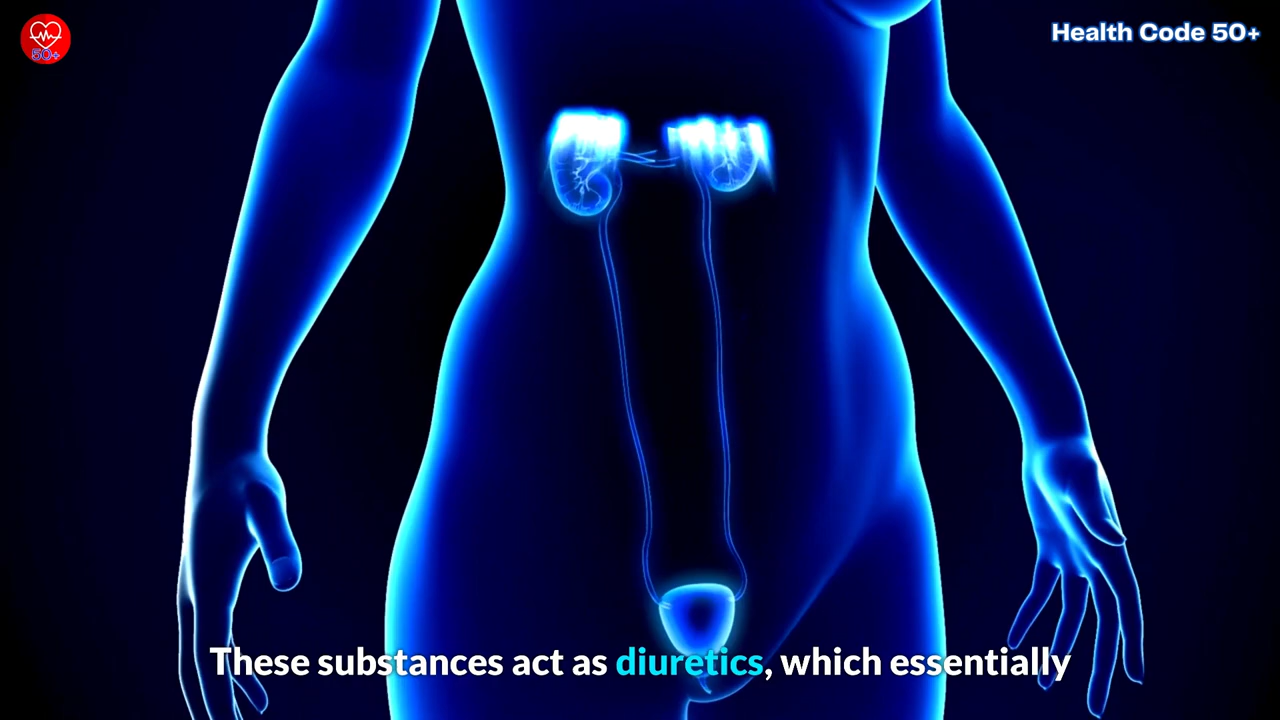 50+
Health Code 50+
These substances act as diuretics, which essentially